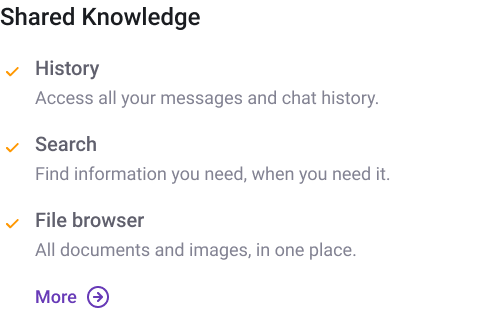 Shared Knowledge
History
Access all your messages and chat history.
Search
Find information you need, when you need it.
File browser
All documents and images, in one place.
More